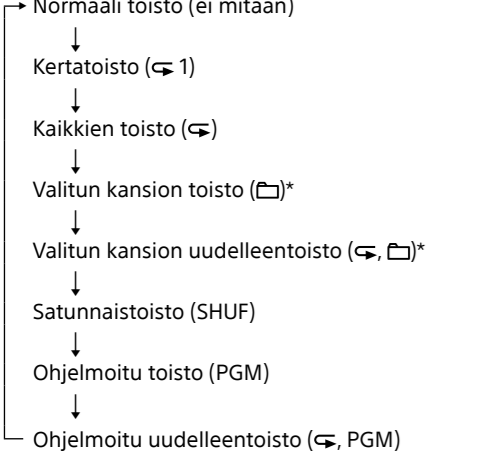 Normaali toisto (ei mitään)
Kertatoisto (⮎ 1)
Kaikkien toisto (⮎)
Valitun kansion toisto (🗀)*
Valitun kansion uudelleentoisto (⮎, 🗀)*
Satunnaistoisto (SHUF)
Ohjelmoitu toisto (PGM)
Ohjelmoitu uudelleentoisto (⮎, PGM)